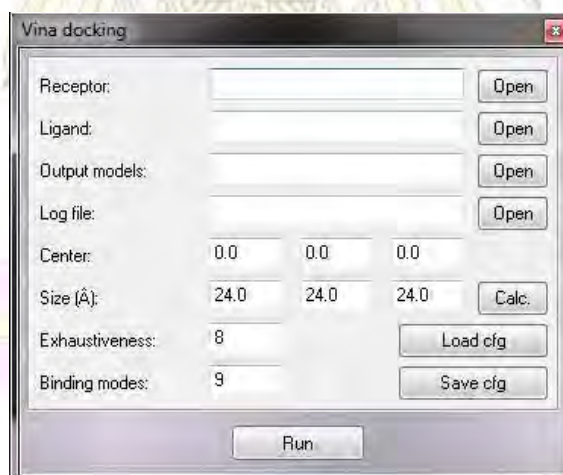 Vina docking
Receptor: Open
Ligand: Open
Output models: Open
Log file: Open
Center: 0.0 0.0 0.0
Size (Â): 24.0 24.0 24.0 Calc.
Exhaustiveness: 8 Load cfg
Binding modes: 9 Save cfg
Run